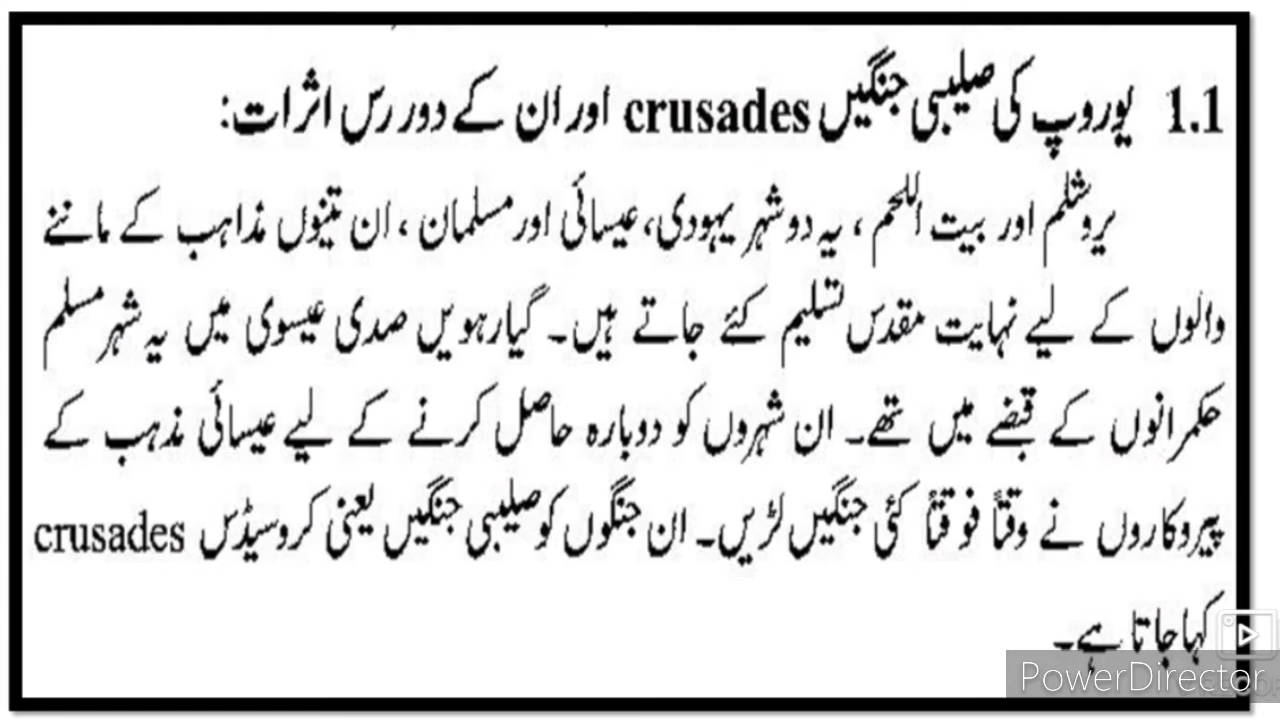 1.1 یوروپ کی صلیبی جنگیں crusades اور ان کے دور رس اثرات:
یروشلم اور بیت اللحم، یہ دو شہر یہودی، عیسائی اور مسلمان، ان تینوں مذاہب کے ماننے
والوں کے لیے نہایت مقدس تسلیم کئے جاتے ہیں۔ گیارہویں صدی عیسوی میں یہ شہر مسلم
حکمرانوں کے قبضے میں تھے۔ ان شہروں کو دوبارہ حاصل کرنے کے لیے عیسائی مذہب کے
پیروکاروں نے وقتاً فوقتاً کئی جنگیں لڑیں۔ ان جنگوں کو صلیبی جنگیں یعنی کروسیڈس crusades
کہا جاتا ہے۔
PowerDirector